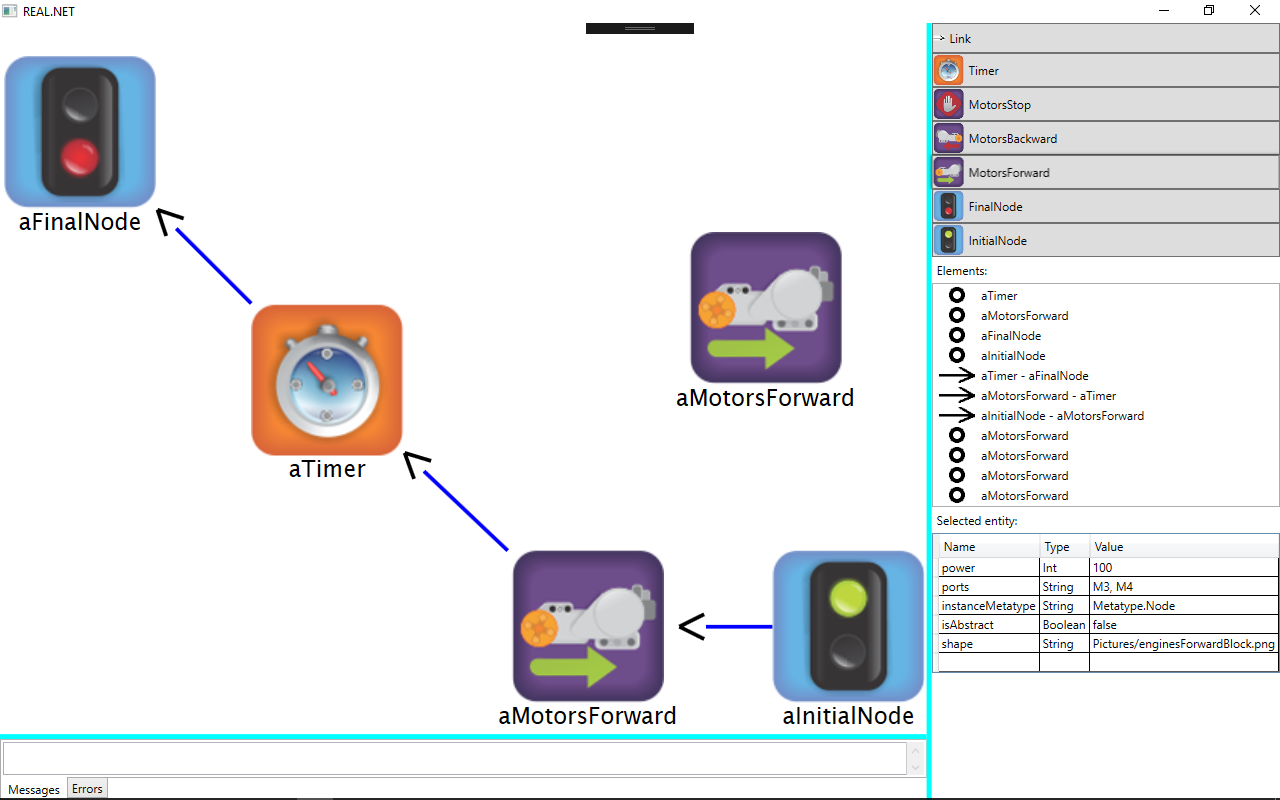 REAL.NET
aFinalNode
aTimer
aMotorsForward
aMotorsForward
aInitialNode
Messages
Errors
Link
Timer
MotorsStop
MotorsBackward
MotorsForward
FinalNode
InitialNode
Elements:
aTimer
aMotorsForward
aFinalNode
aInitialNode
aTimer - aFinalNode
aMotorsForward - aTimer
aInitialNode - aMotorsForward
aMotorsForward
aMotorsForward
aMotorsForward
aMotorsForward
Selected entity:
Name Type Value
power Int 100
ports String M3, M4
instanceMetatype String Metatype.Node
isAbstract Boolean false
shape String Pictures/enginesForwardBlock.png